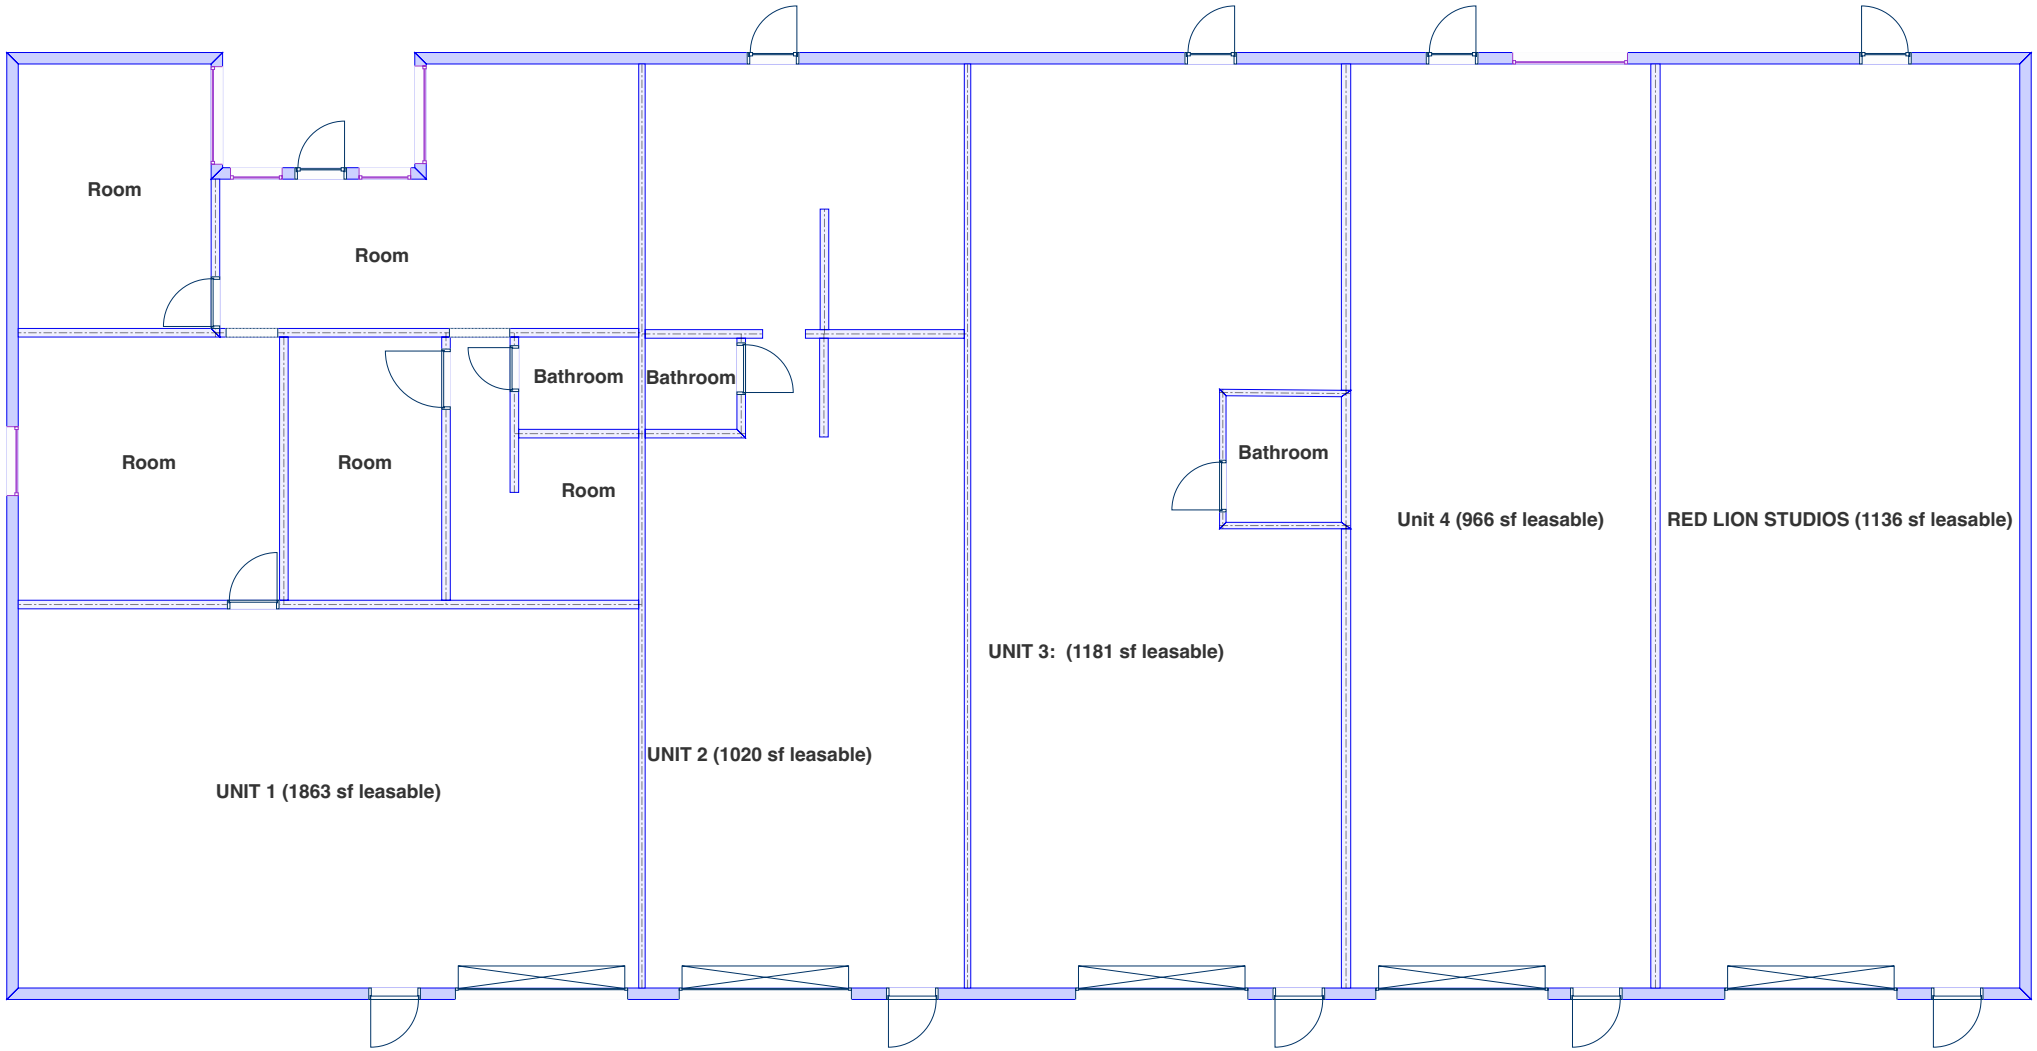 Room
Room
Bathroom
Bathroom
Room
Room
Bathroom
Room
Unit 4 (966 sf leasable)
RED LION STUDIOS (1136 sf leasable)
UNIT 3:  (1181 sf leasable)
UNIT 2 (1020 sf leasable)
UNIT 1 (1863 sf leasable)